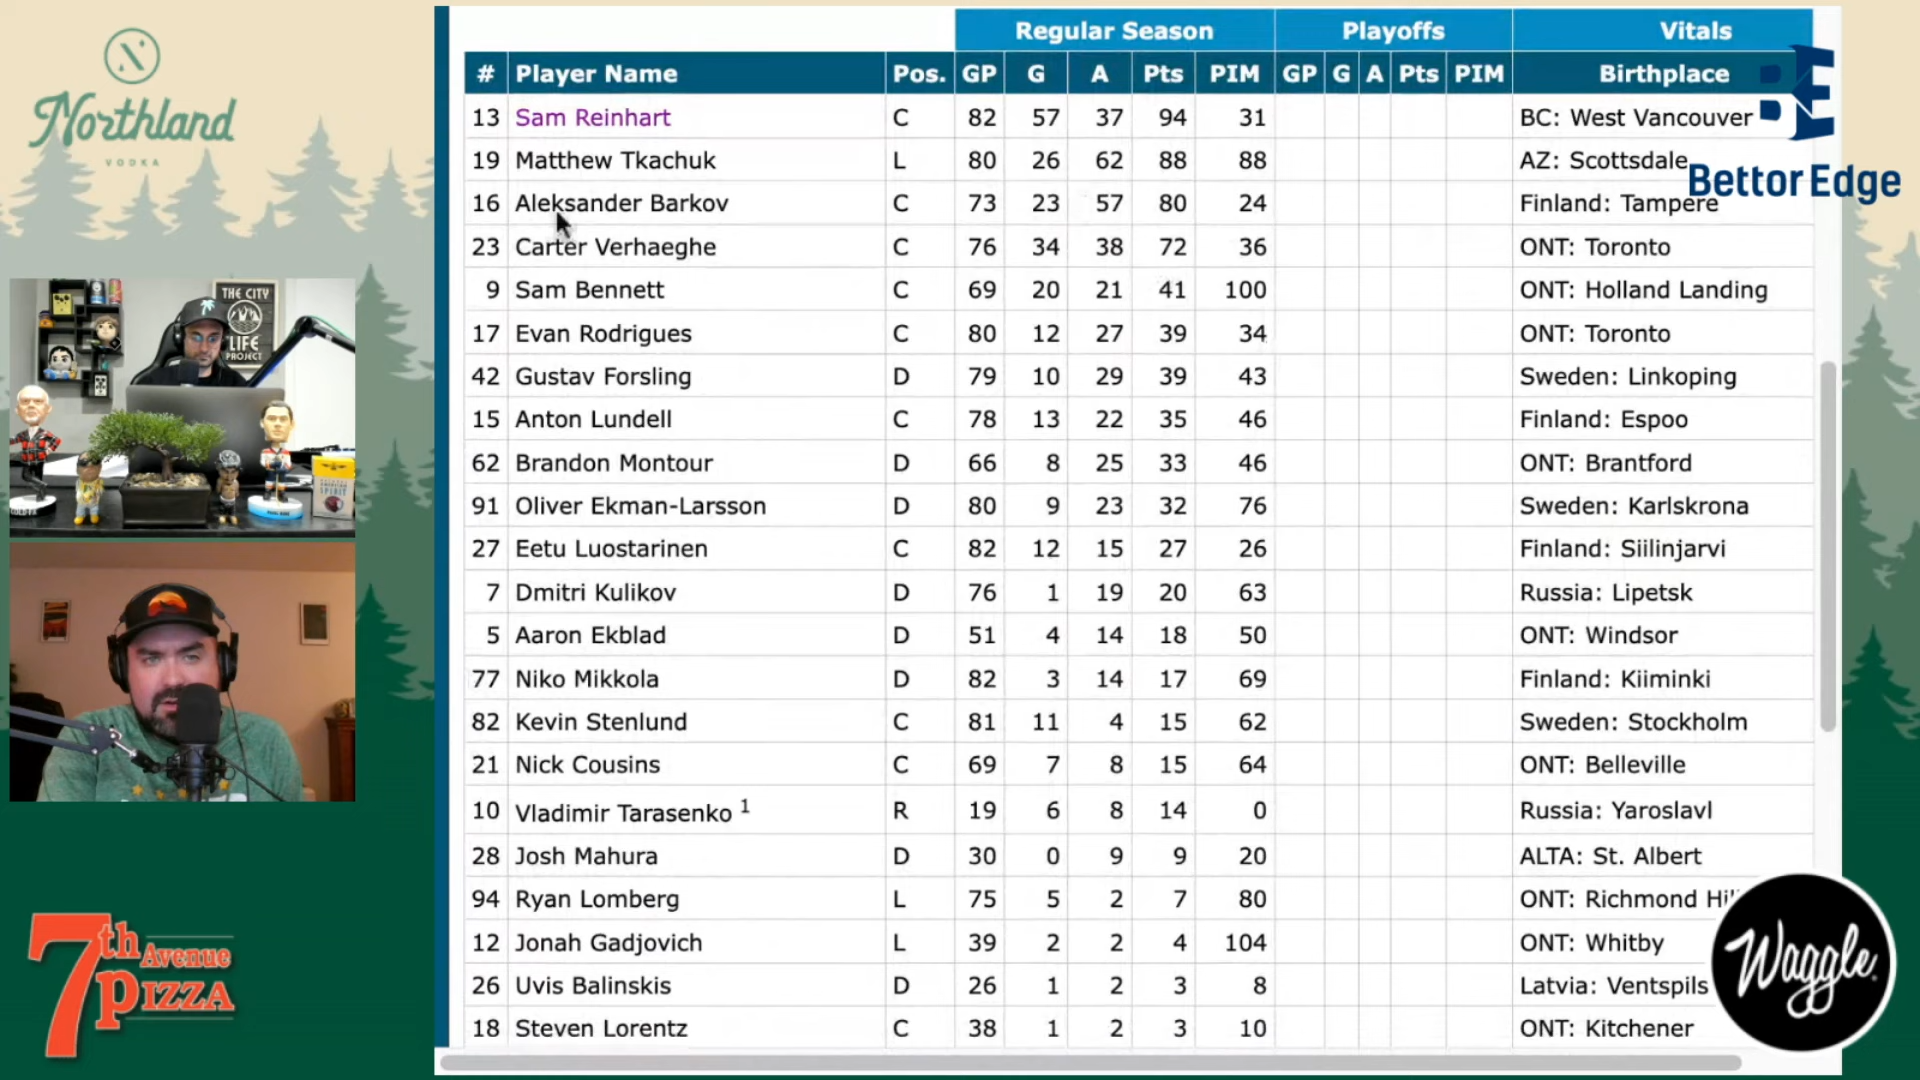 Northland
VODKA
THE CITY
LIFE
PROJECT
7th Avenue
PIZZA
Regular Season Playoffs Vitals
# Player Name Pos. GP G A Pts PIM GP G A Pts PIM Birthplace
13 Sam Reinhart C 82 57 37 94 31 BC: West Vancouver
19 Matthew Tkachuk L 80 26 62 88 88 AZ: Scottsdale
16 Aleksander Barkov C 73 23 57 80 24 Finland: Tampere
23 Carter Verhaeghe C 76 34 38 72 36 ONT: Toronto
9 Sam Bennett C 69 20 21 41 100 ONT: Holland Landing
17 Evan Rodrigues C 80 12 27 39 34 ONT: Toronto
42 Gustav Forsling D 79 10 29 39 43 Sweden: Linkoping
15 Anton Lundell C 78 13 22 35 46 Finland: Espoo
62 Brandon Montour D 66 8 25 33 46 ONT: Brantford
91 Oliver Ekman-Larsson D 80 9 23 32 76 Sweden: Karlskrona
27 Eetu Luostarinen C 82 12 15 27 26 Finland: Siilinjarvi
7 Dmitri Kulikov D 76 1 19 20 63 Russia: Lipetsk
5 Aaron Ekblad D 51 4 14 18 50 ONT: Windsor
77 Niko Mikkola D 82 3 14 17 69 Finland: Kiiminki
82 Kevin Stenlund C 81 11 4 15 62 Sweden: Stockholm
21 Nick Cousins C 69 7 8 15 64 ONT: Belleville
10 Vladimir Tarasenko 1 R 19 6 8 14 0 Russia: Yaroslavl
28 Josh Mahura D 30 0 9 9 20 ALTA: St. Albert
94 Ryan Lomberg L 75 5 2 7 80 ONT: Richmond Hil
12 Jonah Gadjovich L 39 2 2 4 104 ONT: Whitby
26 Uvis Balinskis D 26 1 2 3 8 Latvia: Ventspils
18 Steven Lorentz C 38 1 2 3 10 ONT: Kitchener
BE
Bettor Edge
Waggle